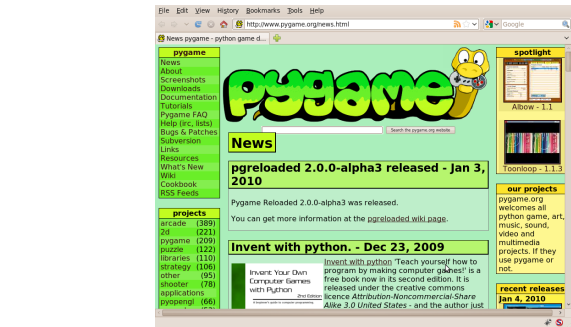 File Edit View History Bookmarks Tools Help
http://www.pygame.org/news.html
Google
News pygame - python game d...
pygame
News
About
Screenshots
Downloads
Documentation
Tutorials
Pygame FAQ
Help (irc, lists)
Bugs & Patches
Subversion
Links
Resources
What's New
Wiki
Cookbook
RSS Feeds
projects
arcade (389)
2d (221)
pygame (209)
puzzle (122)
libraries (110)
strategy (106)
other (95)
shooter (78)
applications
pyopengl (66)
pygame
Search the pygame.org website
News
pgreloaded 2.0.0-alpha3 released - Jan 3,
2010
Pygame Reloaded 2.0.0-alpha3 was released.
You can get more information at the pgreloaded wiki page.
Invent with python. - Dec 23, 2009
Invent Your Own
Computer Games
with Python
2nd Edition
Invent with python 'Teach yourself how to
program by making computer games!' is a
free book now in its second edition. It is
released under the creative commons
licence Attribution-Noncommercial-Share
Alike 3.0 United States - and the author just
spotlight
Albow - 1.1
Toonloop - 1.1.3
our projects
pygame.org
welcomes all
python game, art,
music, sound,
video and
multimedia
projects. If they
use pygame or
not.
recent releases
Jan 4, 2010